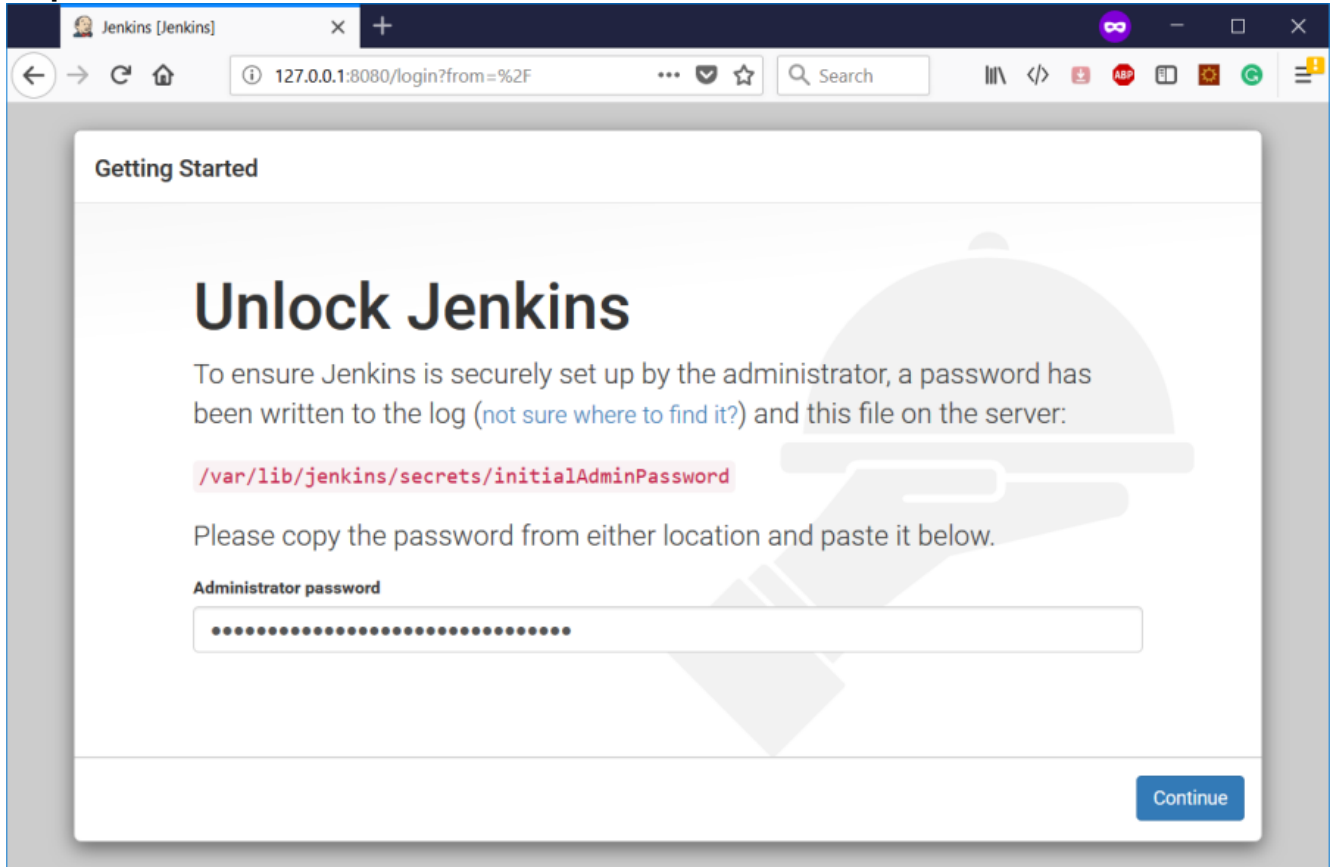 Jenkins [Jenkins]
127.0.0.1:8080/login?from=%2F
Search
ABP
Getting Started
Unlock Jenkins
To ensure Jenkins is securely set up by the administrator, a password has
been written to the log (not sure where to find it?) and this file on the server:
/var/lib/jenkins/secrets/initialAdminPassword
Please copy the password from either location and paste it below.
Administrator password
••••••••••••••••••••••••••••••••
Continue